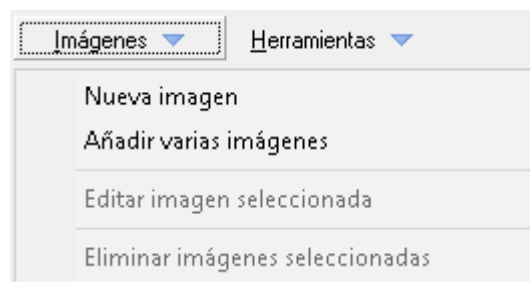 Imágenes Herramientas
Nueva imagen
Añadir varias imágenes
Editar imagen seleccionada
Eliminar imágenes seleccionadas